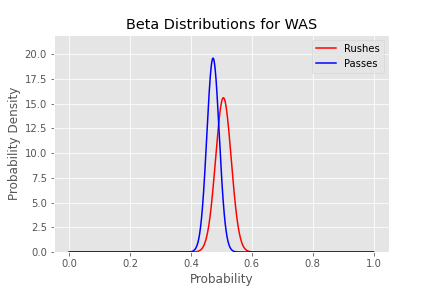 Beta Distributions for WAS
Rushes
Passes
Probability Density
20.0
17.5
15.0
12.5
10.0
7.5
5.0
2.5
0.0
0.0 0.2 0.4 0.6 0.8 1.0
Probability